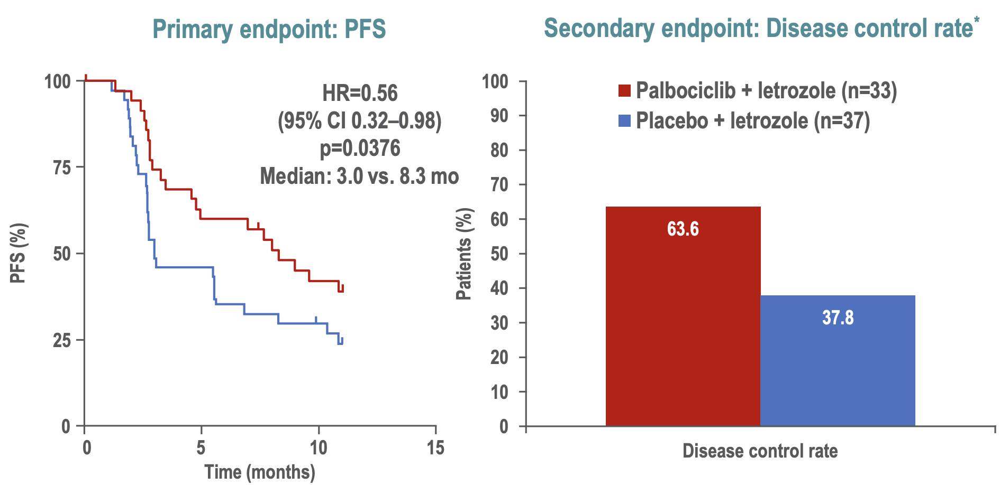 Primary endpoint: PFS
HR=0.56
(95% CI 0.32–0.98)
p=0.0376
Median: 3.0 vs. 8.3 mo
PFS (%)
100
75
50
25
0
0
5
10
15
Time (months)
Secondary endpoint: Disease control rate*
Palbociclib + letrozole (n=33)
Placebo + letrozole (n=37)
Patients (%)
100
90
80
70
60
50
40
30
20
10
0
63.6
37.8
Disease control rate